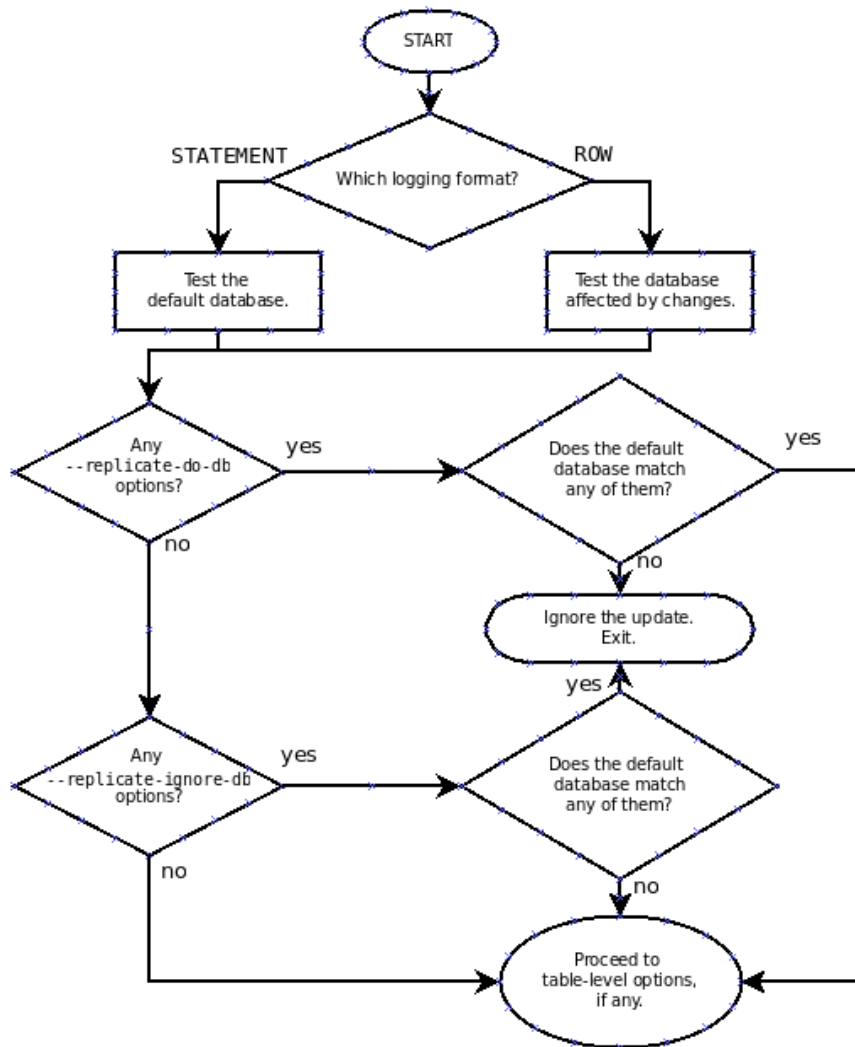 START
STATEMENT
ROW
Which logging format?
Test the
default database.
Test the database
affected by changes.
Any
--replicate-do-db
options?
yes
Does the default
database match
any of them?
yes
no
no
Ignore the update.
Exit.
yes
Any
--replicate-ignore-db
options?
yes
Does the default
database match
any of them?
no
no
Proceed to
table-level options,
if any.